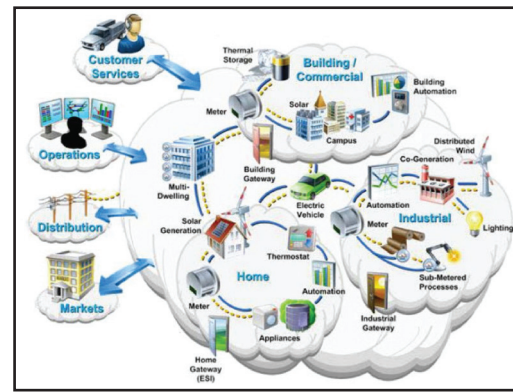 Customer
Services
Thermal
Storage
Building /
Commercial
Building
Automation
Meter
Solar
Campus
Operations
Multi-
Dwelling
Building
Gateway
Electric
Vehicle
Distributed
Wind
Co-Generation
Automation
Industrial
Meter
Lighting
Sub-Metered
Processes
Industrial
Gateway
Distribution
Solar
Generation
Thermostat
Home
Automation
Meter
Appliances
Home
Gateway
(ESI)
Markets